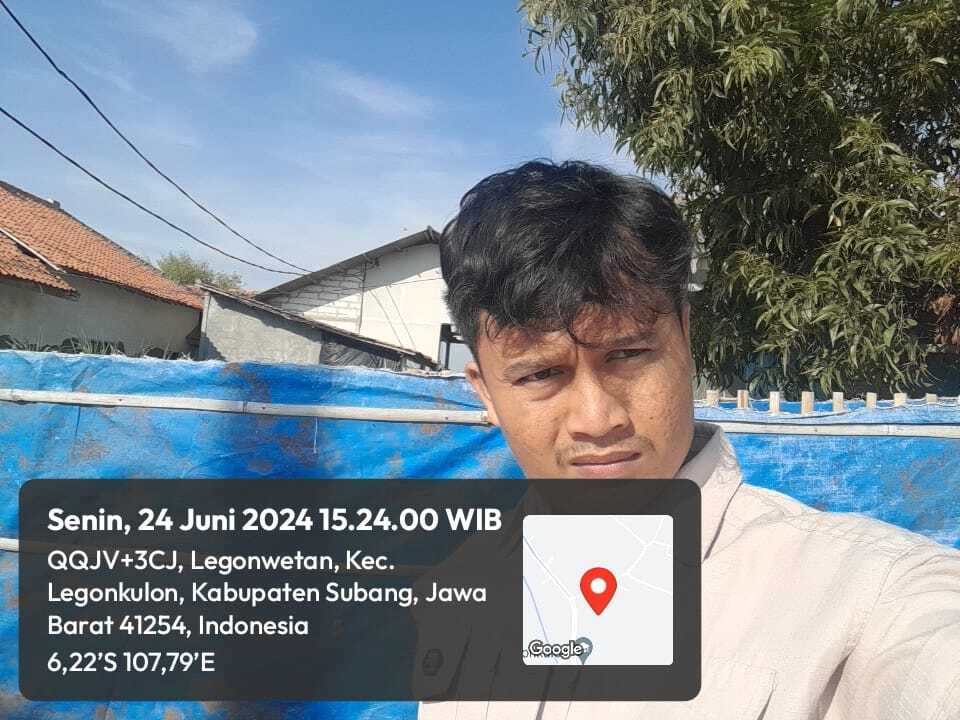 Senin, 24 Juni 2024 15.24.00 WIB
QQJV+3CJ, Legonwetan, Kec.
Legonkulon, Kabupaten Subang, Jawa
Barat 41254, Indonesia
6,22’S 107,79’E
Google